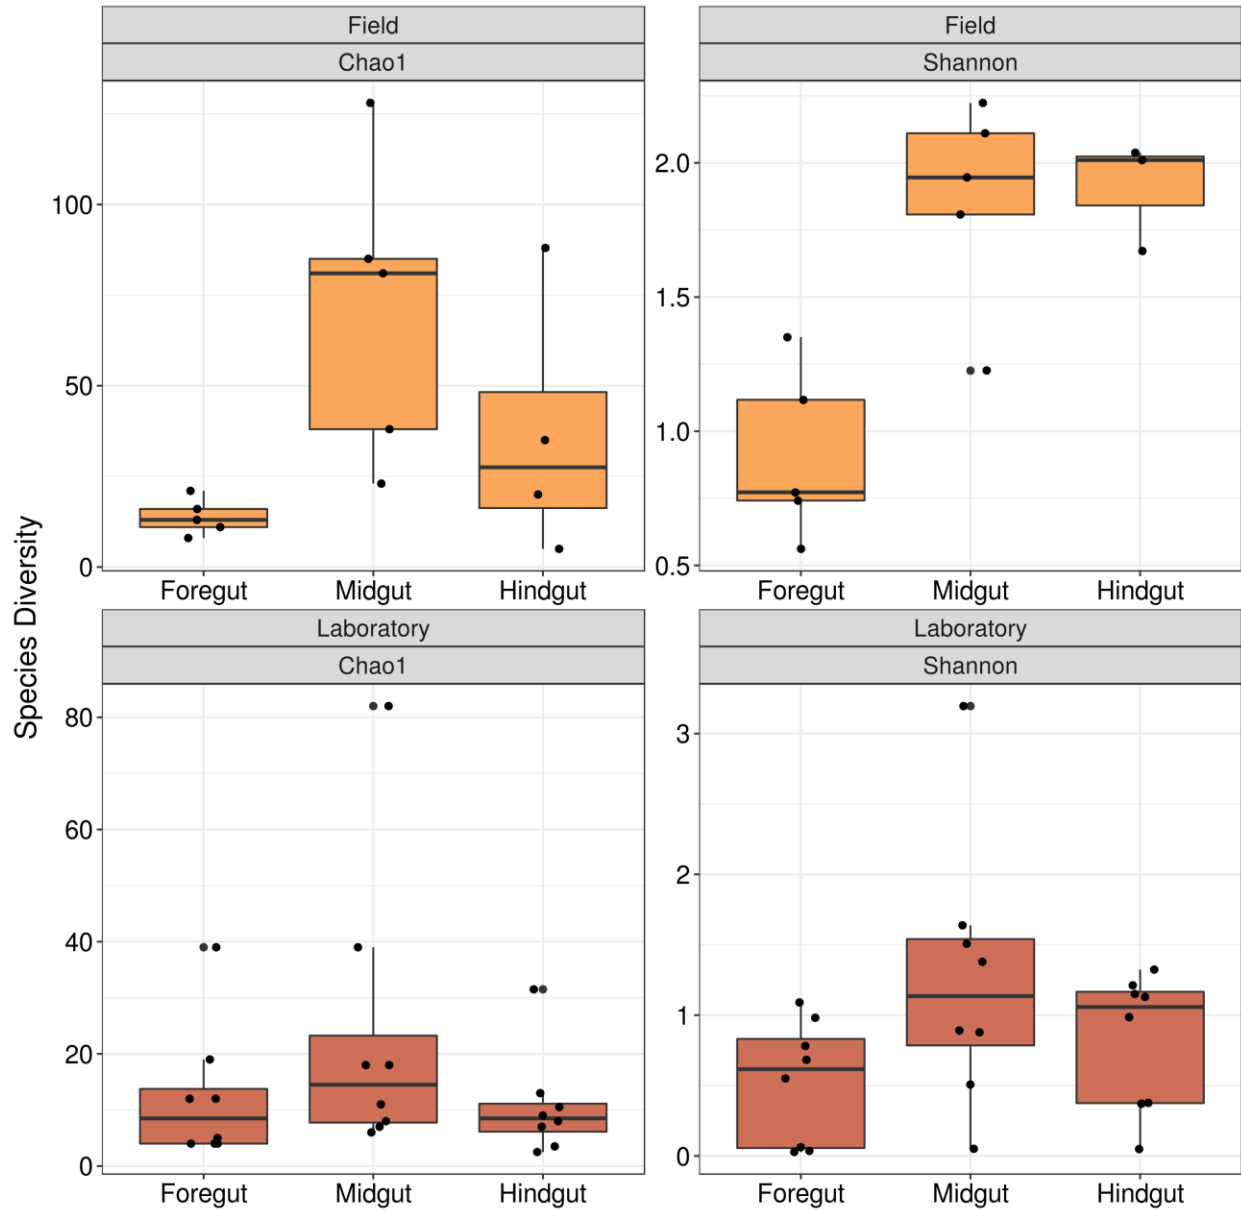 Field
Chao1
100
50
0
Foregut Midgut Hindgut
Field
Shannon
2.0
1.5
1.0
0.5
Foregut Midgut Hindgut
Species Diversity
Laboratory
Chao1
80
60
40
20
0
Foregut Midgut Hindgut
Laboratory
Shannon
3
2
1
0
Foregut Midgut Hindgut